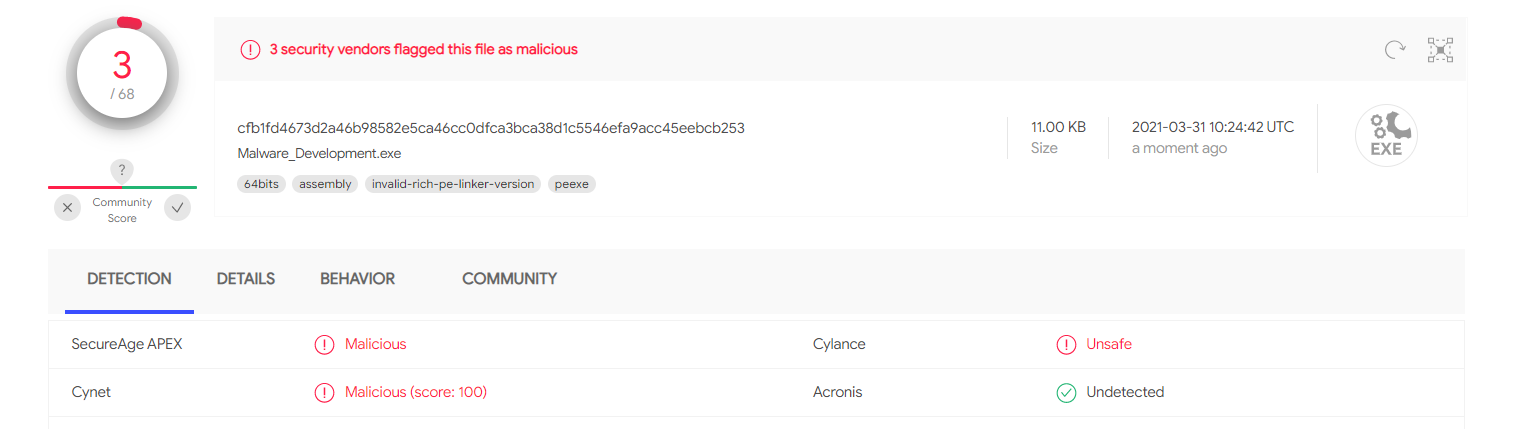 3
/ 68
?
Community
Score
3 security vendors flagged this file as malicious
cfb1fd4673d2a46b98582e5ca46cc0dfca3bca38d1c5546efa9acc45eebcb253
Malware_Development.exe
64bits assembly invalid-rich-pe-linker-version peexe
11.00 KB
Size
2021-03-31 10:24:42 UTC
a moment ago
EXE
DETECTION DETAILS BEHAVIOR COMMUNITY
SecureAge APEX Malicious Cylance Unsafe
Cynet Malicious (score: 100) Acronis Undetected